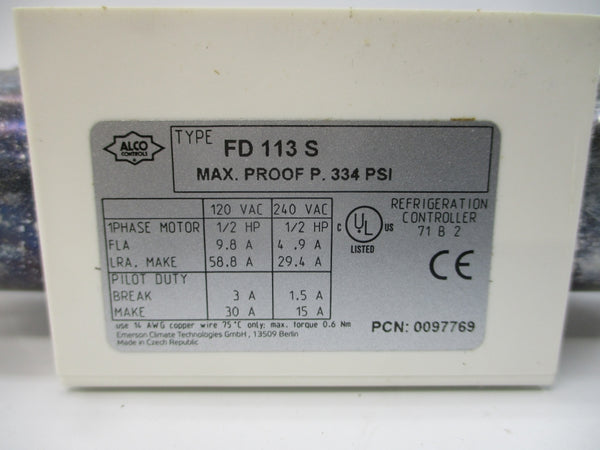 ALCO
CONTROLS
TYPE FD 113 S
MAX. PROOF P. 334 PSI
120 VAC 240 VAC
1PHASE MOTOR 1/2 HP 1/2 HP
FLA 9.8 A 4 .9 A
LRA. MAKE 58.8 A 29.4 A
PILOT DUTY
BREAK 3 A 1.5 A
MAKE 30 A 15 A
C UL US
LISTED
REFRIGERATION
CONTROLLER
71 B 2
CE
use 14 AWG copper wire 75°C only; max. torque 0.6 Nm
Emerson Climate Technologies GmbH , 13509 Berlin
Made in Czech Republic
PCN: 0097769